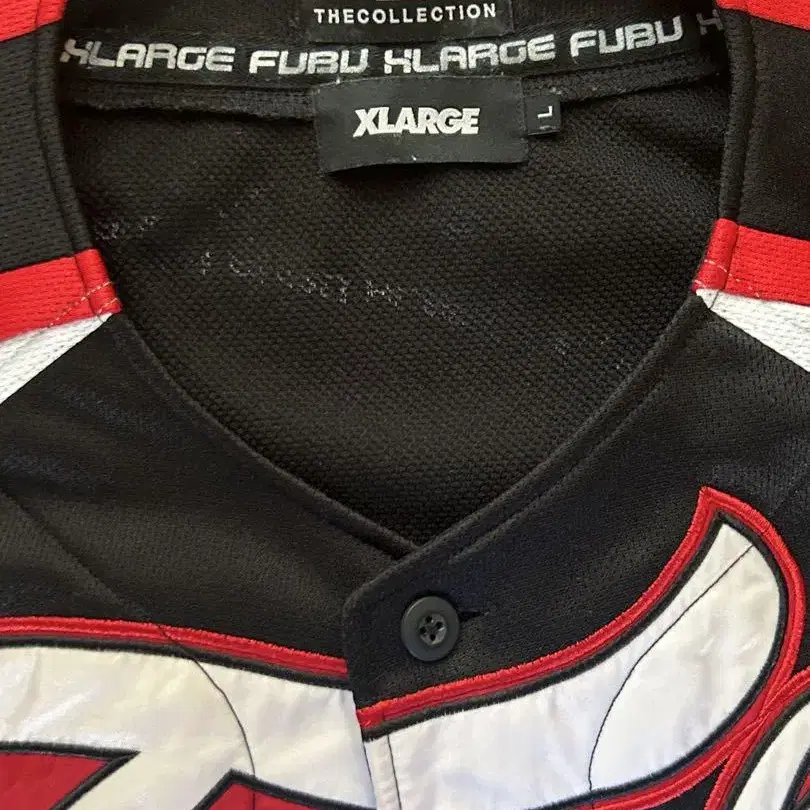 THECOLLECTION
XLARGE FUBU XLARGE FUBU
XLARGE
L